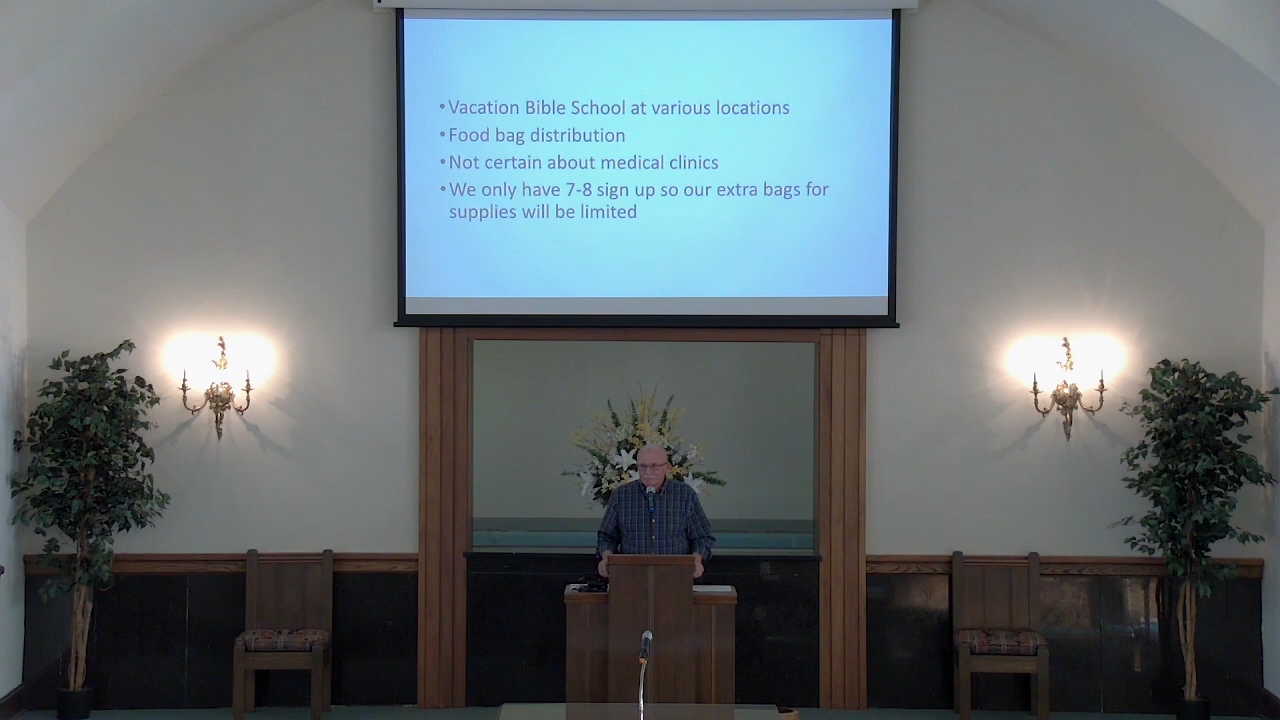 • Vacation Bible School at various locations
• Food bag distribution
• Not certain about medical clinics
• We only have 7-8 sign up so our extra bags for
supplies will be limited